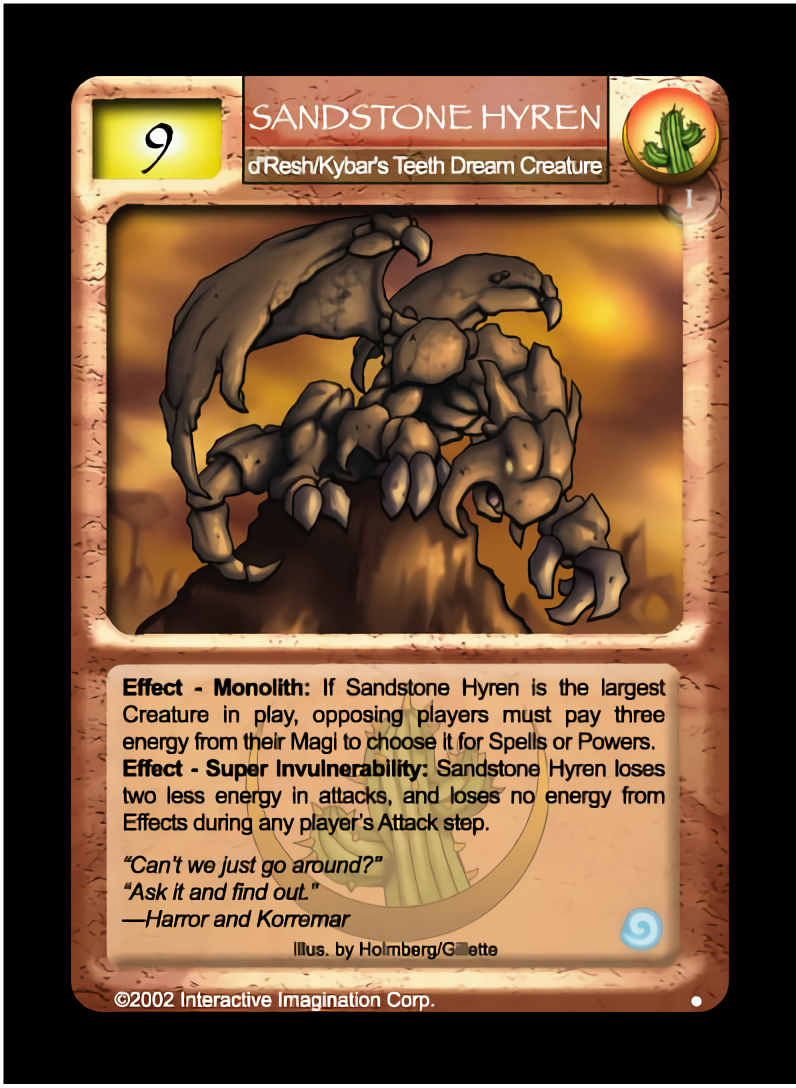 9
SANDSTONE HYREN
d'Resh/Kybar's Teeth Dream Creature
I
Effect - Monolith: If Sandstone Hyren is the largest
Creature in play, opposing players must pay three
energy from their Magi to choose it for Spells or Powers.
Effect - Super Invulnerability: Sandstone Hyren loses
two less energy in attacks, and loses no energy from
Effects during any player's Attack step.
"Can't we just go around?"
"Ask it and find out."
—Harror and Korremar
Illus. by Holmberg/Gillette
©2002 Interactive Imagination Corp.